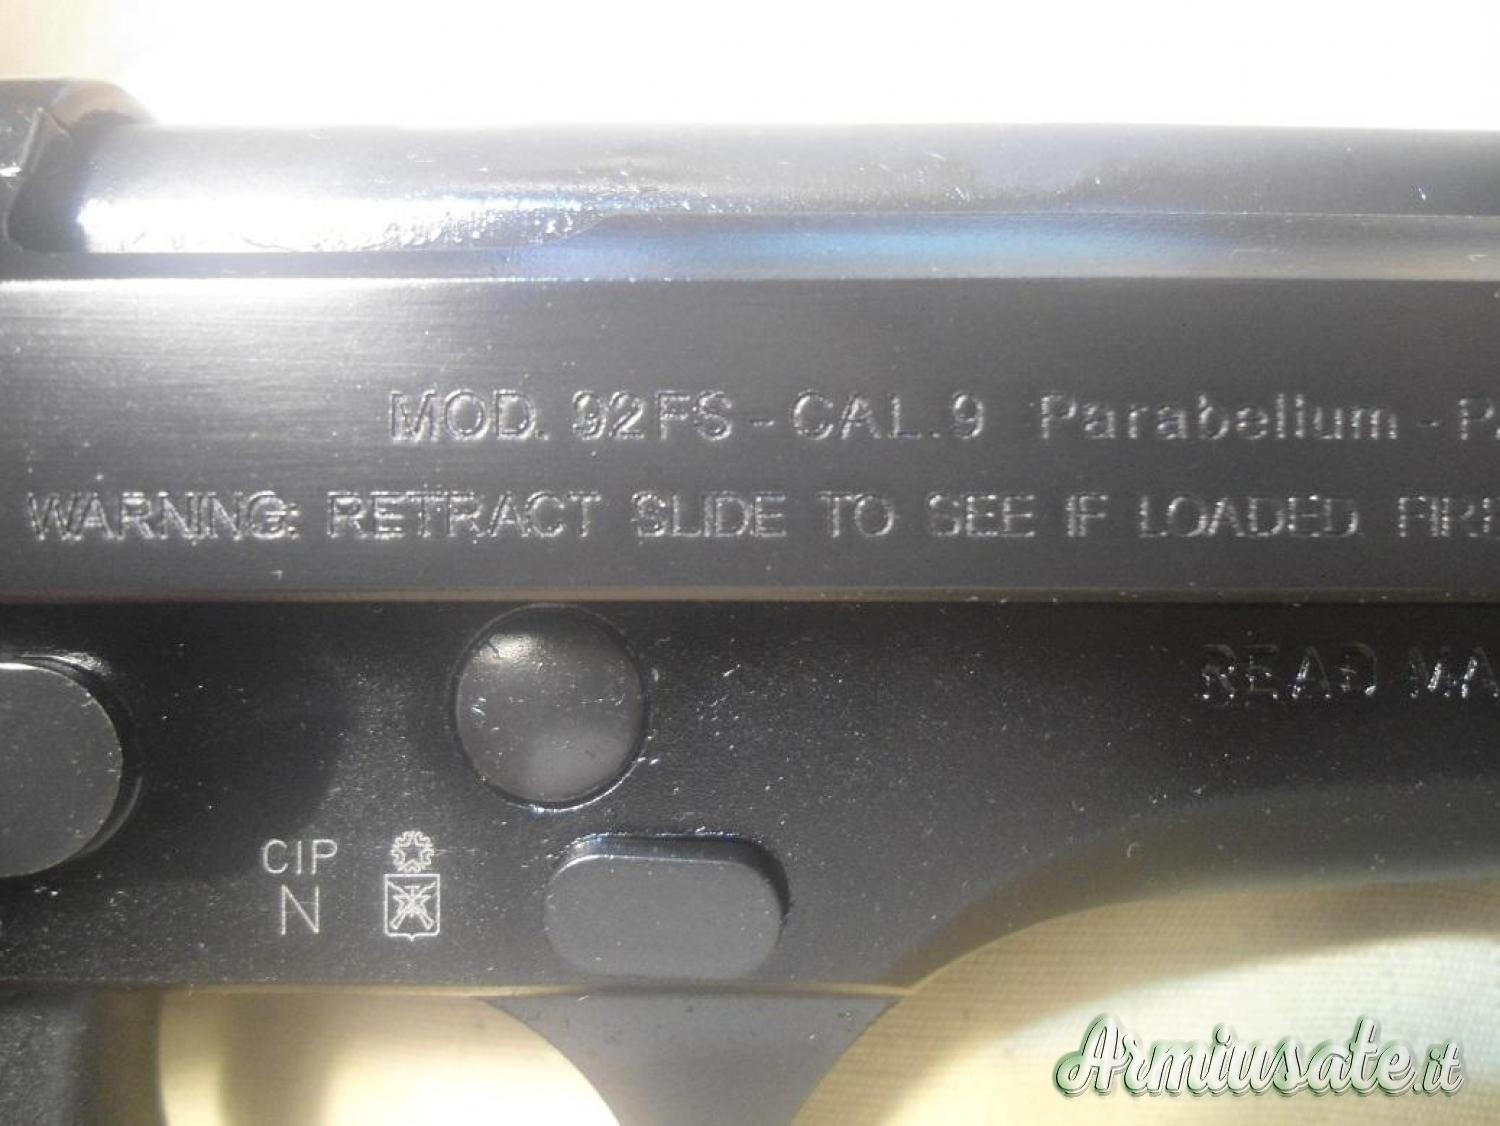 MOD. 92FS - CAL. 9 Parabellum -
WARNING: RETRACT SLIDE TO SEE IF LOADED.
READ
CIP
N
Armiusate.it